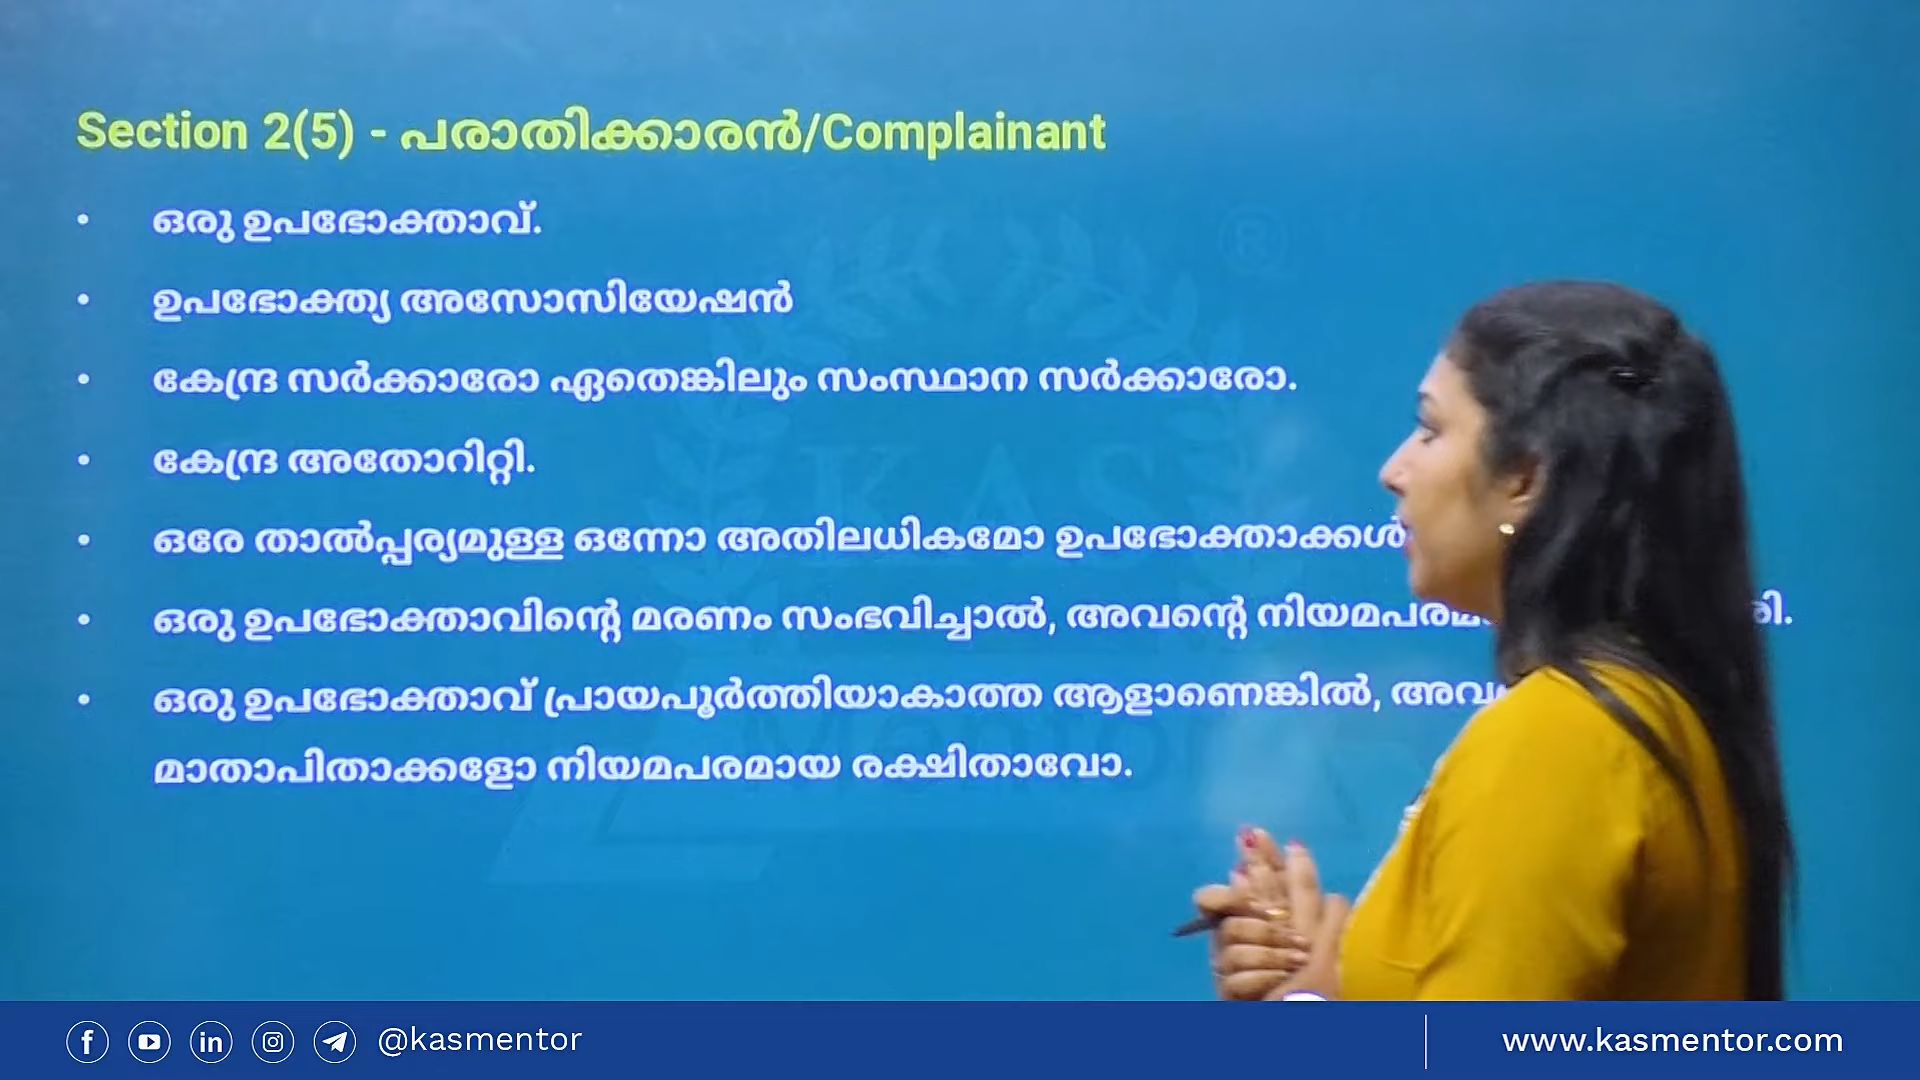 Section 2(5) - പരാതിക്കാരൻ/Complainant
• ഒരു ഉപഭോക്താവ്.
• ഉപഭോക്ത്യ അസോസിയേഷൻ
• കേന്ദ്ര സർക്കാരോ ഏതെങ്കിലും സംസ്ഥാന സർക്കാരോ.
• കേന്ദ്ര അതോറിറ്റി.
• ഒരേ താൽപ്പര്യമുള്ള ഒന്നോ അതിലധികമോ ഉപഭോക്താക്കൾ
• ഒരു ഉപഭോക്താവിന്റെ മരണം സംഭവിച്ചാൽ, അവന്റെ
• ഒരു ഉപഭോക്താവ് പ്രായപൂർത്തിയാകാത്ത ആളാണെങ്കിൽ,
മാതാപിതാക്കളോ നിയമപരമായ രക്ഷിതാവോ.
KAS
Mentor
®
@kasmentor
www.kasmentor.com